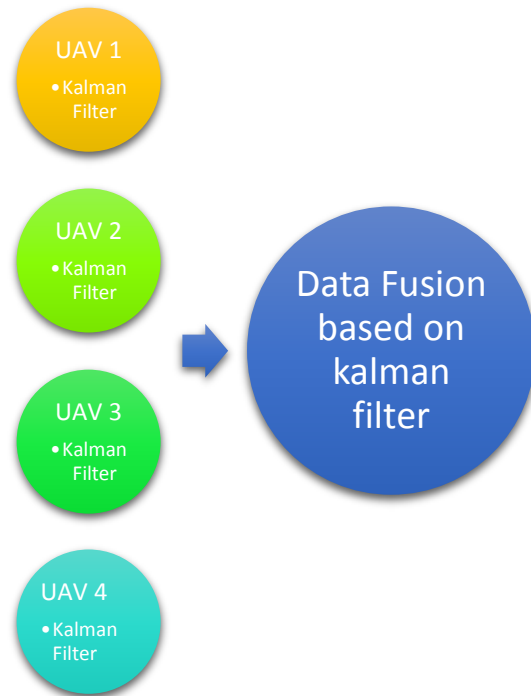 UAV 1
•Kalman
Filter
UAV 2
•Kalman
Filter
UAV 3
•Kalman
Filter
UAV 4
•Kalman
Filter
Data Fusion
based on
kalman
filter